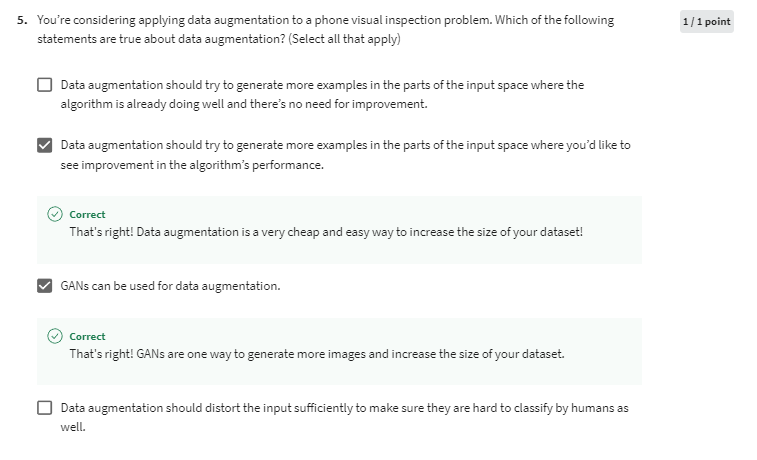 5. You're considering applying data augmentation to a phone visual inspection problem. Which of the following
1 / 1 point
statements are true about data augmentation? (Select all that apply)
Data augmentation should try to generate more examples in the parts of the input space where the
algorithm is already doing well and there's no need for improvement.
Data augmentation should try to generate more examples in the parts of the input space where you'd like to
see improvement in the algorithm's performance.
Correct
That's right! Data augmentation is a very cheap and easy way to increase the size of your dataset!
GANs can be used for data augmentation.
Correct
That's right! GANs are one way to generate more images and increase the size of your dataset.
Data augmentation should distort the input sufficiently to make sure they are hard to classify by humans as
well.